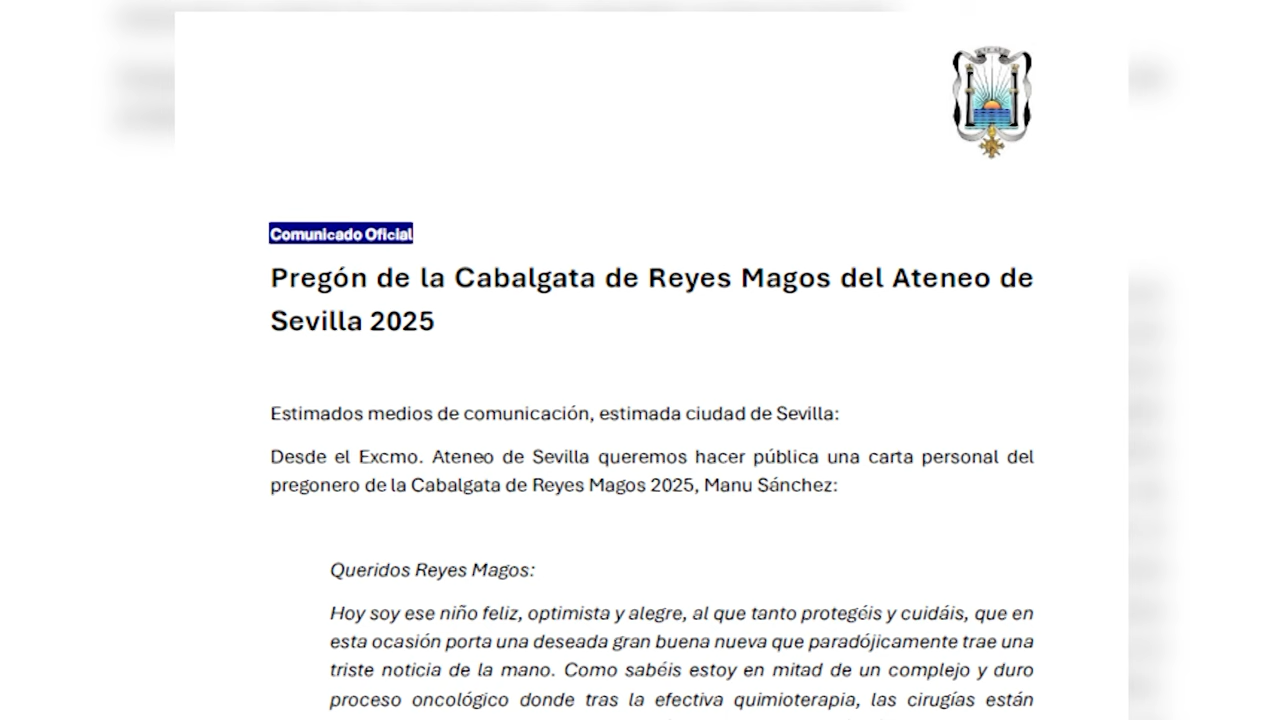 Comunicado Oficial
Pregón de la Cabalgata de Reyes Magos del Ateneo de
Sevilla 2025
Estimados medios de comunicación, estimada ciudad de Sevilla:
Desde el Excmo. Ateneo de Sevilla queremos hacer pública una carta personal del
pregonero de la Cabalgata de Reyes Magos 2025, Manu Sánchez:
Queridos Reyes Magos:
Hoy soy ese niño feliz, optimista y alegre, al que tanto protegéis y cuidáis, que en
esta ocasión porta una deseada gran buena nueva que paradójicamente trae una
triste noticia de la mano. Como sabéis estoy en mitad de un complejo y duro
proceso oncológico donde tras la efectiva quimioterapia, las cirugías están